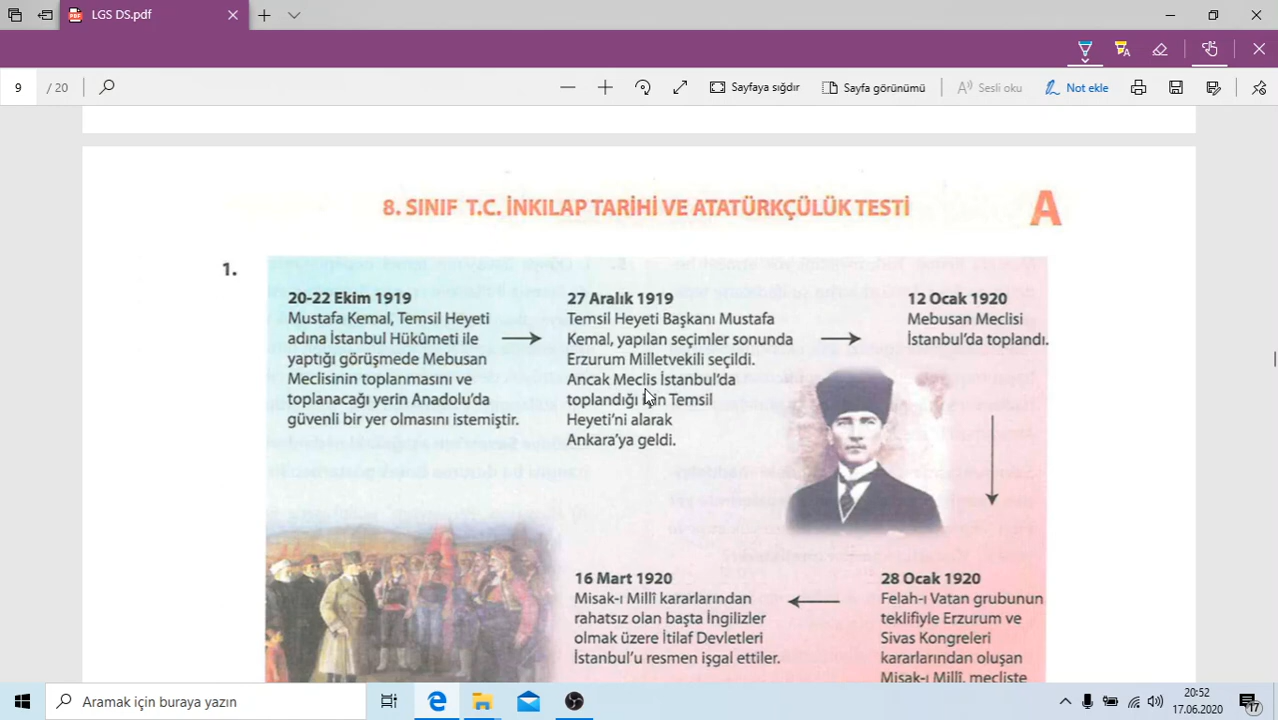 LGS DS.pdf
9 / 20
Sayfaya sığdır
Sayfa görünümü
Sesli oku
Not ekle
8. SINIF T.C. İNKILAP TARİHİ VE ATATÜRKÇÜLÜK TESTİ
A
1.
20-22 Ekim 1919
Mustafa Kemal, Temsil Heyeti
adına İstanbul Hükûmeti ile
yaptığı görüşmede Mebusan
Meclisinin toplanmasını ve
toplanacağı yerin Anadolu'da
güvenli bir yer olmasını istemiştir.
27 Aralık 1919
Temsil Heyeti Başkanı Mustafa
Kemal, yapılan seçimler sonunda
Erzurum Milletvekili seçildi.
Ancak Meclis İstanbul'da
toplandığı için Temsil
Heyeti'ni alarak
Ankara'ya geldi.
12 Ocak 1920
Mebusan Meclisi
İstanbul'da toplandı.
28 Ocak 1920
Felah-ı Vatan grubunun
teklifiyle Erzurum ve
Sivas Kongreleri
kararlarından oluşan
Misak-ı Millî, mecliste
16 Mart 1920
Misak-ı Millî kararlarından
rahatsız olan başta İngilizler
olmak üzere İtilaf Devletleri
İstanbul'u resmen işgal ettiler.
Aramak için buraya yazın
20:52
17.06.2020
17